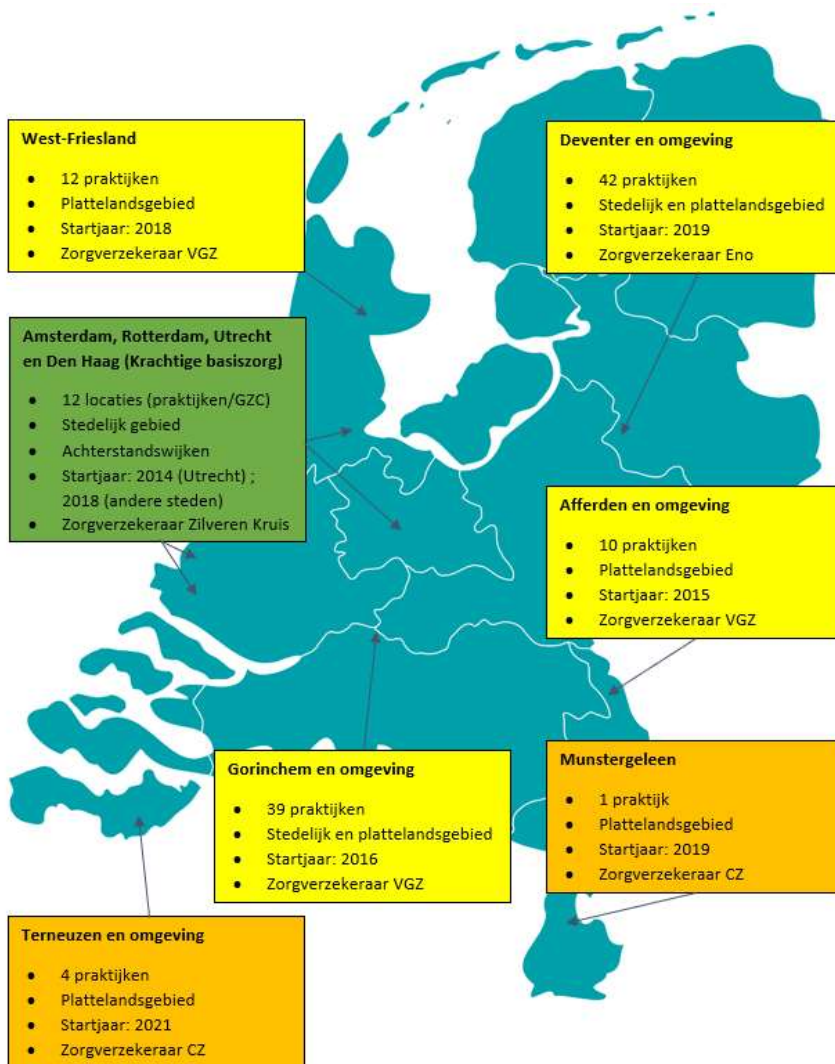 West-Friesland
• 12 praktijken
• Plattelandsgebied
• Startjaar: 2018
• Zorgverzekeraar VGZ
Deventer en omgeving
• 42 praktijken
• Stedelijk en plattelandsgebied
• Startjaar: 2019
• Zorgverzekeraar Eno
Amsterdam, Rotterdam, Utrecht
en Den Haag (Krachtige basiszorg)
• 12 locaties (praktijken/GZC)
• Stedelijk gebied
• Achterstandswijken
• Startjaar: 2014 (Utrecht) ;
2018 (andere steden)
• Zorgverzekeraar Zilveren Kruis
Afferden en omgeving
• 10 praktijken
• Plattelandsgebied
• Startjaar: 2015
• Zorgverzekeraar VGZ
Gorinchem en omgeving
• 39 praktijken
• Stedelijk en plattelandsgebied
• Startjaar: 2016
• Zorgverzekeraar VGZ
Munstergeleen
• 1 praktijk
• Plattelandsgebied
• Startjaar: 2019
• Zorgverzekeraar CZ
Terneuzen en omgeving
• 4 praktijken
• Plattelandsgebied
• Startjaar: 2021
• Zorgverzekeraar CZ